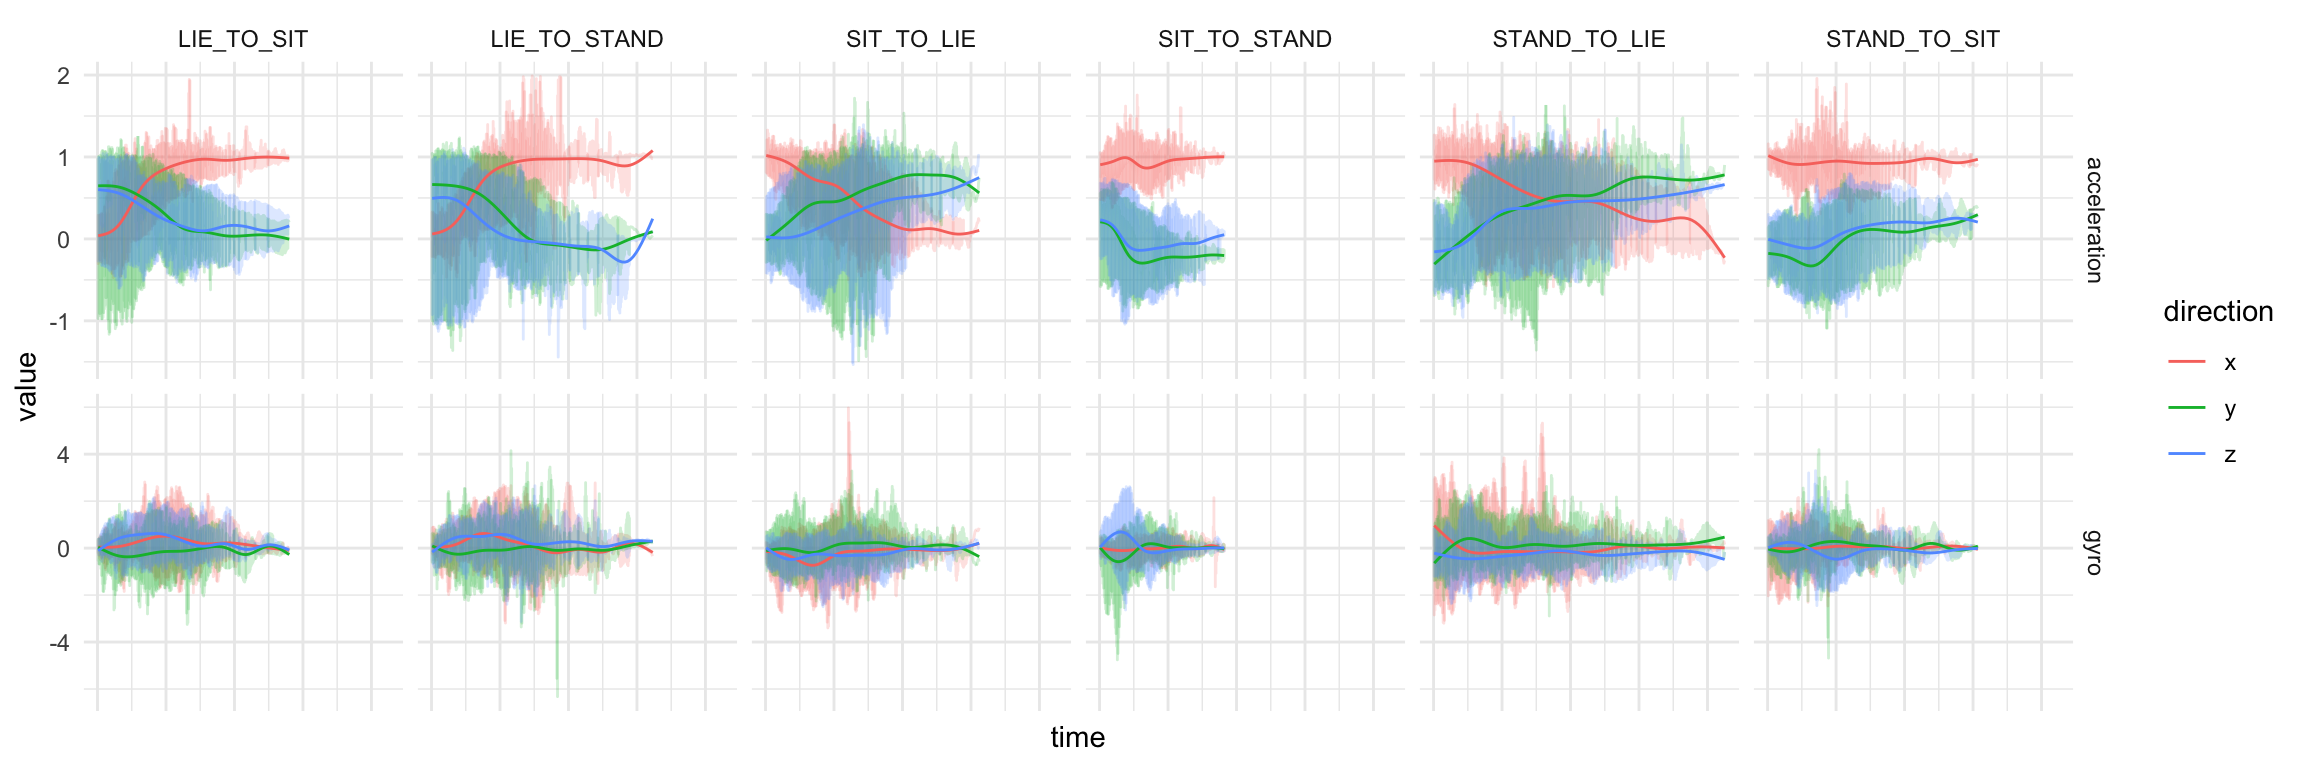 LIE_TO_SIT LIE_TO_STAND SIT_TO_LIE SIT_TO_STAND STAND_TO_LIE STAND_TO_SIT
2
1
0
-1
acceleration
value
4
0
-4
gyro
time
direction
x
y
z